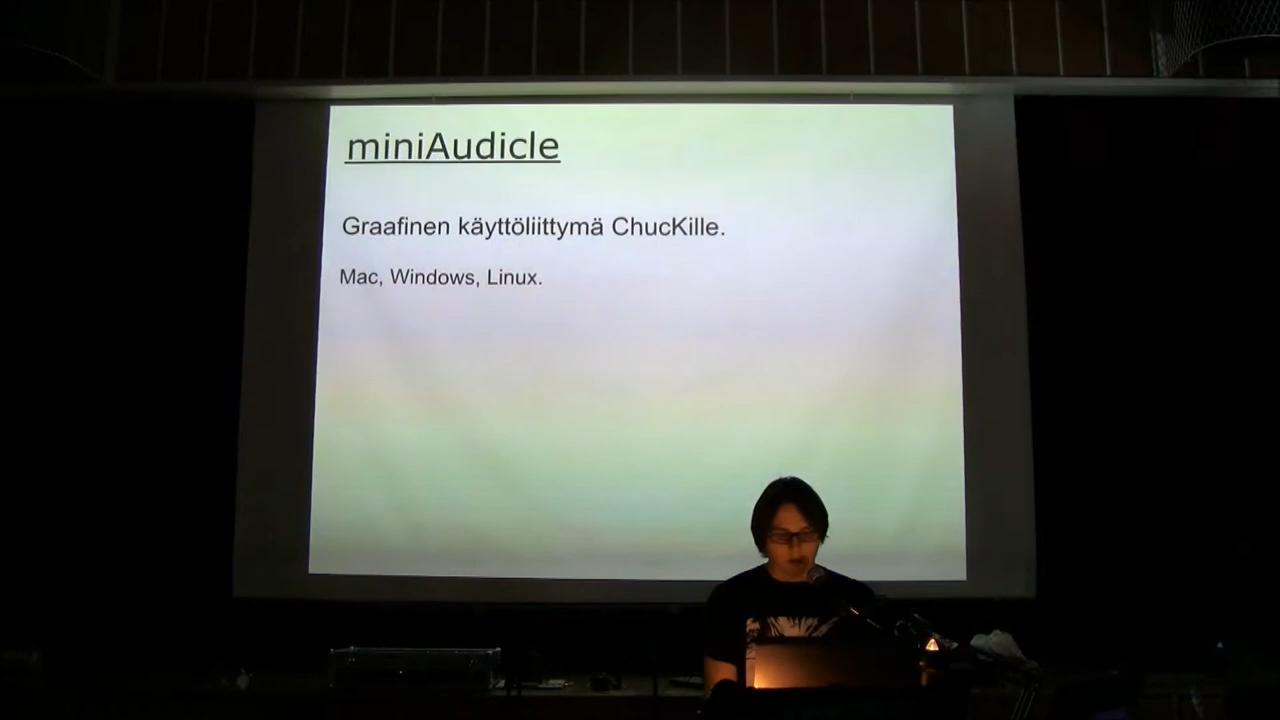 miniAudicle
Graafinen käyttöliittymä ChucKille.
Mac, Windows, Linux.